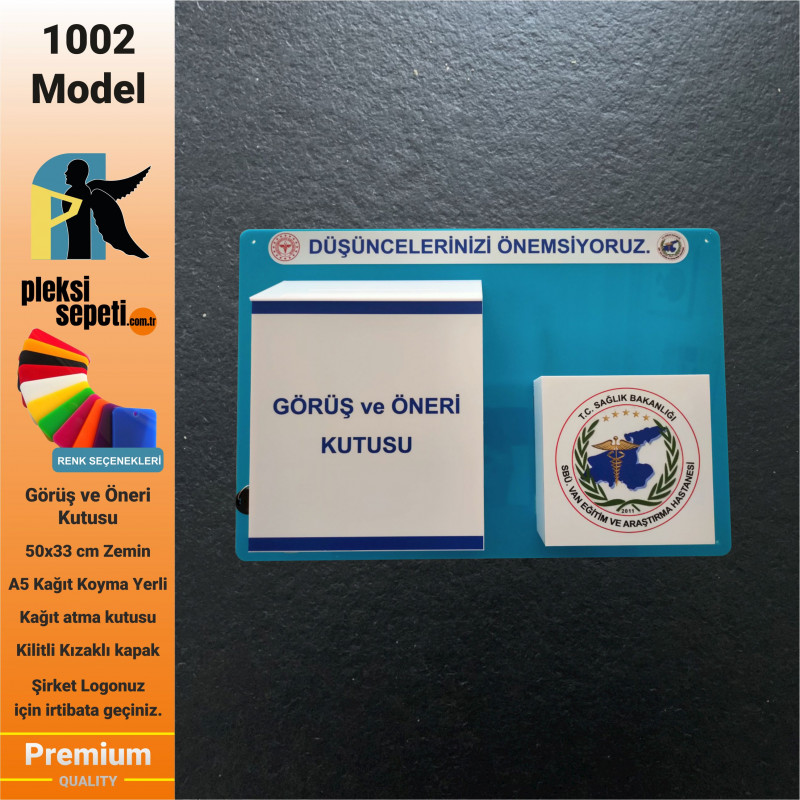 1002
Model
pleksi
sepeti.com.tr
RENK SEÇENEKLERİ
Görüş ve Öneri
Kutusu
50x33 cm Zemin
A5 Kağıt Koyma Yerli
Kağıt atma kutusu
Kilitli Kızaklı kapak
Şirket Logonuz
için irtibata geçiniz.
Premium
QUALITY
DÜŞÜNCELERİNİZİ ÖNEMSİYORUZ.
GÖRÜŞ ve ÖNERİ
KUTUSU
T.C. SAĞLIK BAKANLIĞI
SBÜ. VAN EĞİTİM VE ARAŞTIRMA HASTANESİ
2011